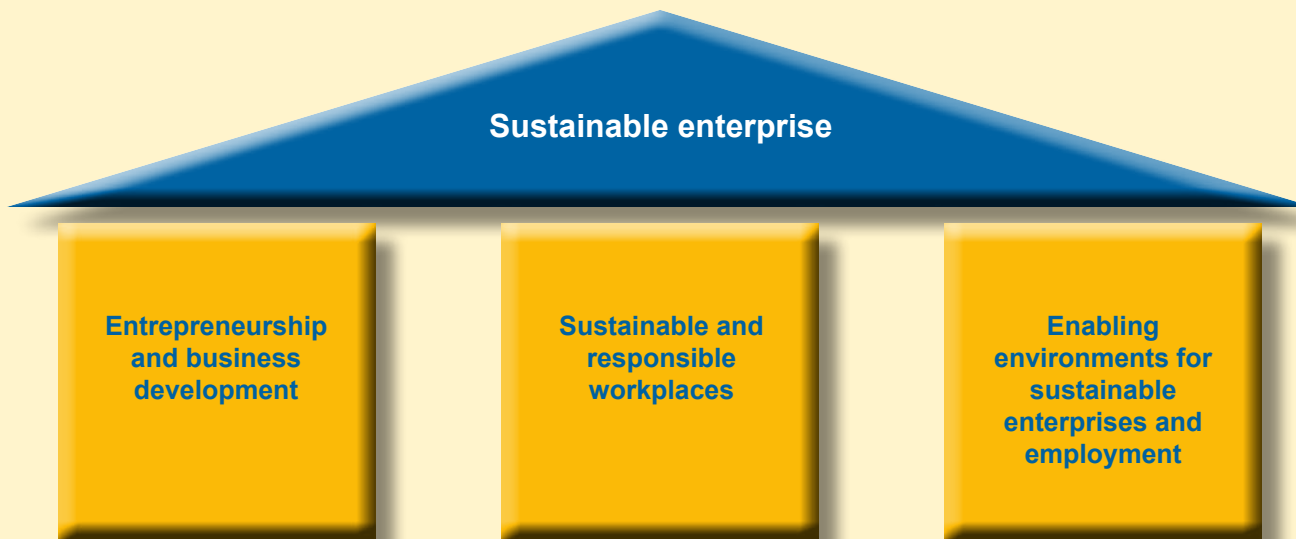 Sustainable enterprise
Entrepreneurship
and business
development
Sustainable and
responsible
workplaces
Enabling
environments for
sustainable
enterprises and
employment